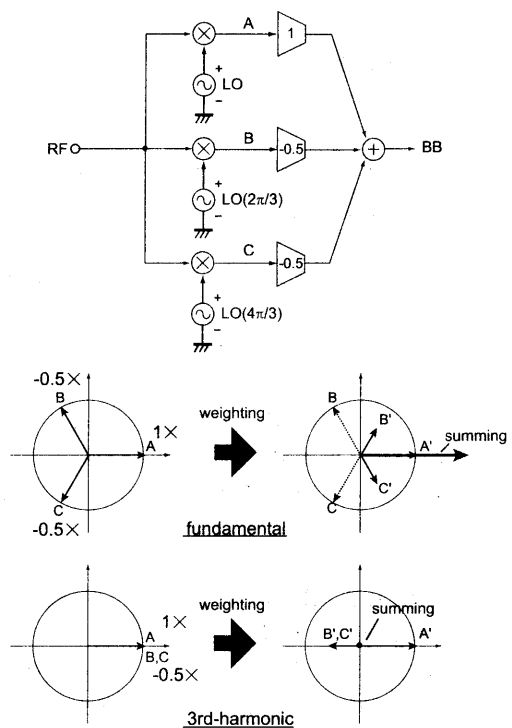 A
1
+
LO
−
RF
B
-0.5
+
BB
+
LO(2π/3)
−
C
-0.5
+
LO(4π/3)
−
-0.5×
B
1×
A
C
-0.5×
weighting
B
B'
A'
summing
C
C'
fundamental
1×
A
B,C
-0.5×
weighting
summing
B',C'
A'
3rd-harmonic